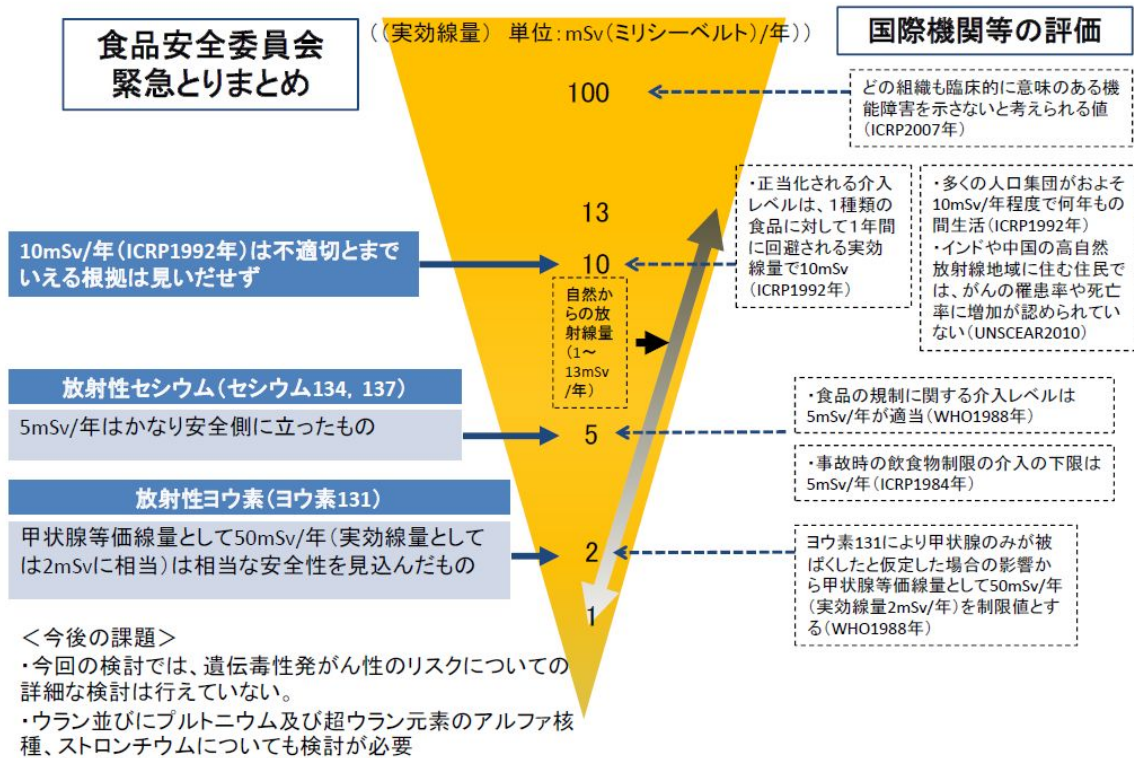 食品安全委員会
緊急とりまとめ
((実効線量) 単位:mSv(ミリシーベルト)/年))
国際機関等の評価
100
どの組織も臨床的に意味のある機
能障害を示さないと考えられる値
(ICRP2007年)
13
・正当化される介入
レベルは、1種類の
食品に対して1年間
に回避される実効
線量で10mSv
(ICRP1992年)
・多くの人口集団がおよそ
10mSv/年程度で何年もの
間生活(ICRP1992年)
・インドや中国の高自然
放射線地域に住む住民で
は、がんの罹患率や死亡
率に増加が認められてい
ない(UNSCEAR2010)
10mSv/年(ICRP1992年)は不適切とまで
いえる根拠は見いだせず
10
自然か
らの放
射線量
(1~
13mSv
/年)
放射性セシウム(セシウム134, 137)
5mSv/年はかなり安全側に立ったもの
5
・食品の規制に関する介入レベルは
5mSv/年が適当(WHO1988年)
・事故時の飲食物制限の介入の下限は
5mSv/年(ICRP1984年)
放射性ヨウ素(ヨウ素131)
甲状腺等価線量として50mSv/年(実効線量として
は2mSvに相当)は相当な安全性を見込んだもの
2
ヨウ素131により甲状腺のみが被
ばくしたと仮定した場合の影響か
ら甲状腺等価線量として50mSv/年
(実効線量2mSv/年)を制限値とす
る(WHO1988年)
1
<今後の課題>
・今回の検討では、遺伝毒性発がん性のリスクについての
詳細な検討は行えていない。
・ウラン並びにプルトニウム及び超ウラン元素のアルファ核
種、ストロンチウムについても検討が必要